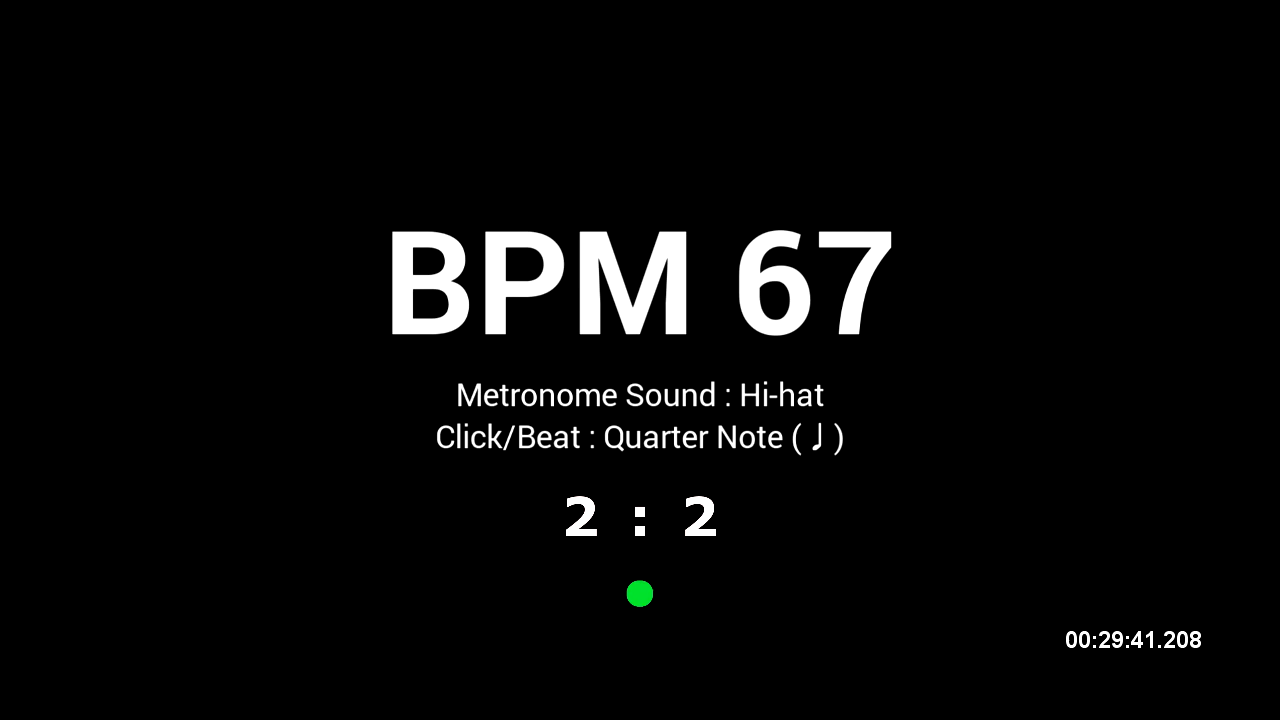 BPM 67
Metronome Sound : Hi-hat
Click/Beat : Quarter Note ( ♩ )
2 : 2
00:29:41.208